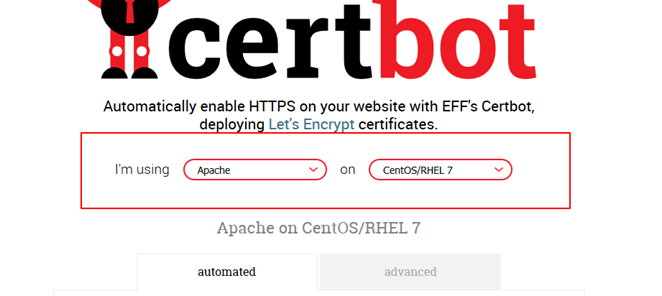 certbot
Automatically enable HTTPS on your website with EFF's Certbot,
deploying Let's Encrypt certificates.
I'm using Apache on CentOS/RHEL 7
Apache on CentOS/RHEL 7
automated advanced